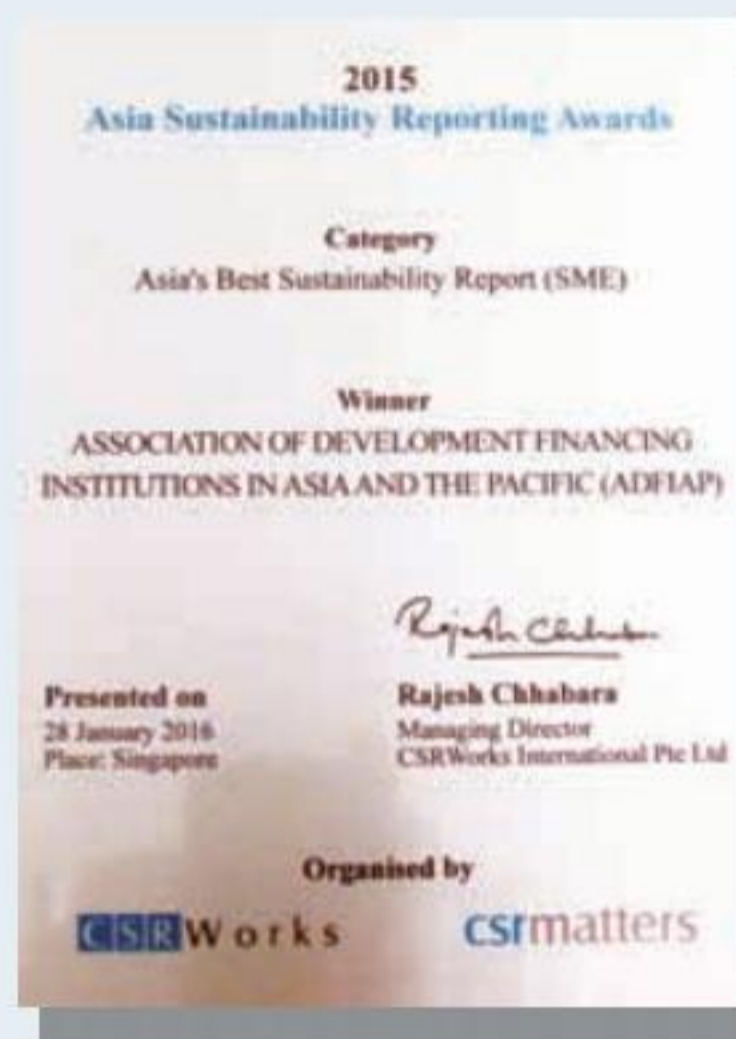 2015
Asia Sustainability Reporting Awards
Category
Asia's Best Sustainability Report (SME)
Winner
ASSOCIATION OF DEVELOPMENT FINANCING
INSTITUTIONS IN ASIA AND THE PACIFIC (ADFIAP)
Rajesh Chhabara
Presented on
28 January 2016
Place: Singapore
Rajesh Chhabara
Managing Director
CSRWorks International Pte Ltd
Organised by
CSRWorks
csrmatters